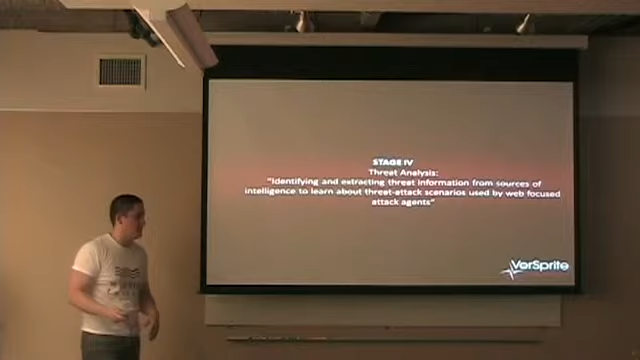 STAGE IV
Threat Analysis:
"Identifying and extracting threat information from sources of
intelligence to learn about threat-attack scenarios used by web focused
attack agents"
VerSprite